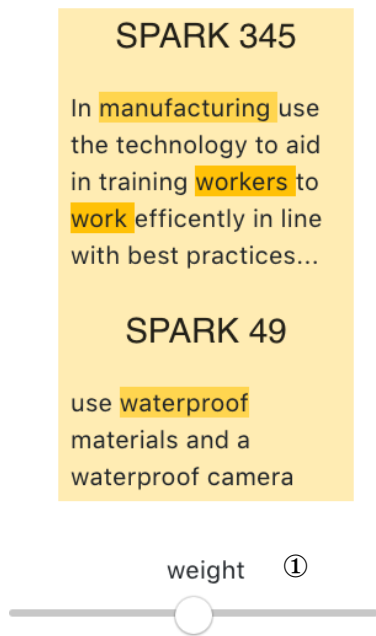 SPARK 345
In manufacturing use
the technology to aid
in training workers to
work efficently in line
with best practices...
SPARK 49
use waterproof
materials and a
waterproof camera
weight ①